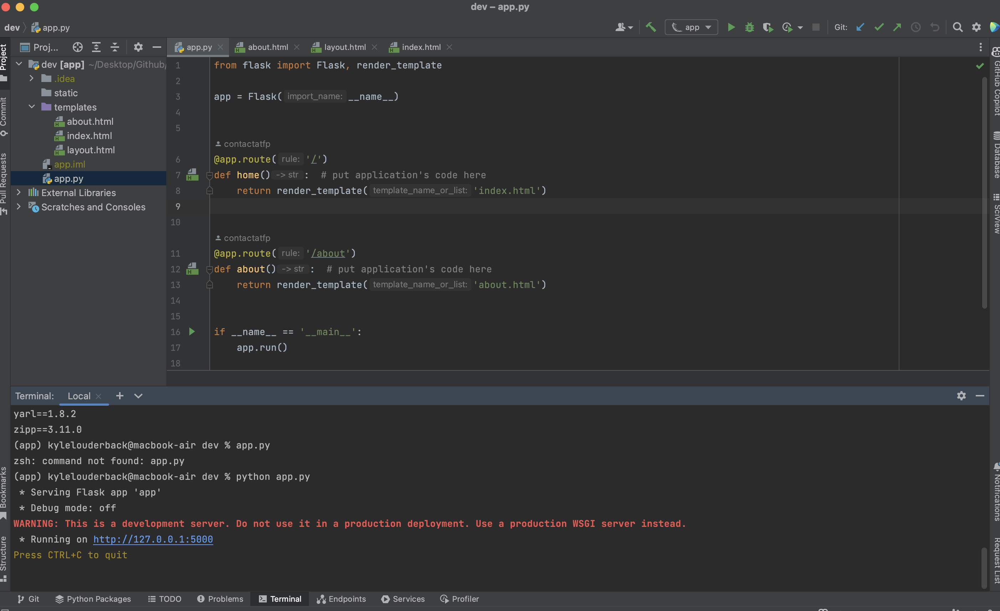 dev – app.py
dev
app.py
app
Git:
Project
Commit
Pull Requests
Bookmarks
Structure
Proj...
dev [app] ~/Desktop/Github/
.idea
static
templates
about.html
index.html
layout.html
app.iml
app.py
External Libraries
Scratches and Consoles
app.py
about.html
layout.html
index.html
1 from flask import Flask, render_template
2
3 app = Flask( import_name: __name__)
4
5
contactatfp
6 @app.route( rule: '/')
7 def home() -> str : # put application's code here
8 return render_template( template_name_or_list: 'index.html')
9
10
contactatfp
11 @app.route( rule: '/about')
12 def about() -> str : # put application's code here
13 return render_template( template_name_or_list: 'about.html')
14
15
16 if __name__ == '__main__':
17 app.run()
18
GitHub Copilot
Database
SciView
Notifications
Request List
Terminal: Local
yarl==1.8.2
zipp==3.11.0
(app) kylelouderback@macbook-air dev % app.py
zsh: command not found: app.py
(app) kylelouderback@macbook-air dev % python app.py
* Serving Flask app 'app'
* Debug mode: off
WARNING: This is a development server. Do not use it in a production deployment. Use a production WSGI server instead.
* Running on http://127.0.0.1:5000
Press CTRL+C to quit
Git
Python Packages
TODO
Problems
Terminal
Endpoints
Services
Profiler